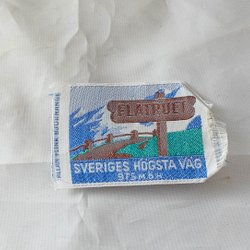 FLATRUET
SVERIGES HÖGSTA VÄG
975 M.Ö.H.